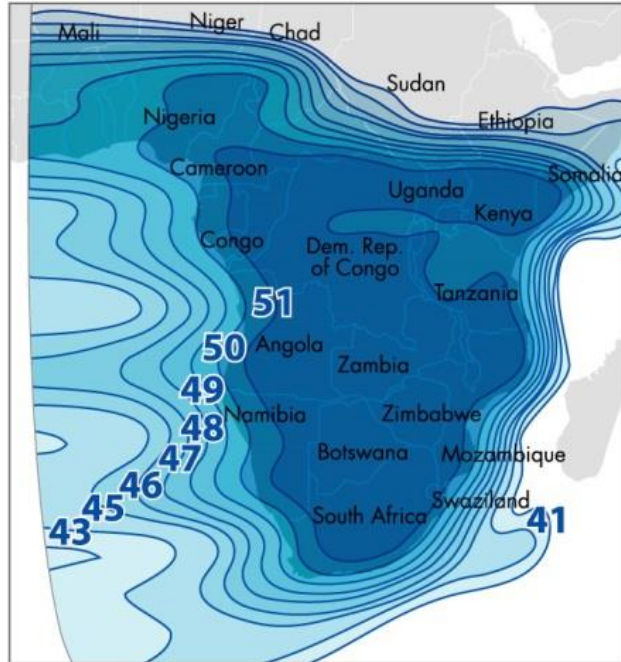 Mali
Niger
Chad
Sudan
Nigeria
Ethiopia
Cameroon
Uganda
Somalia
Kenya
Congo
Dem. Rep.
of Congo
51
Tanzania
50
Angola
Zambia
49
48
Namibia
Zimbabwe
47
Botswana
Mozambique
46
45
43
South Africa
Swaziland
41